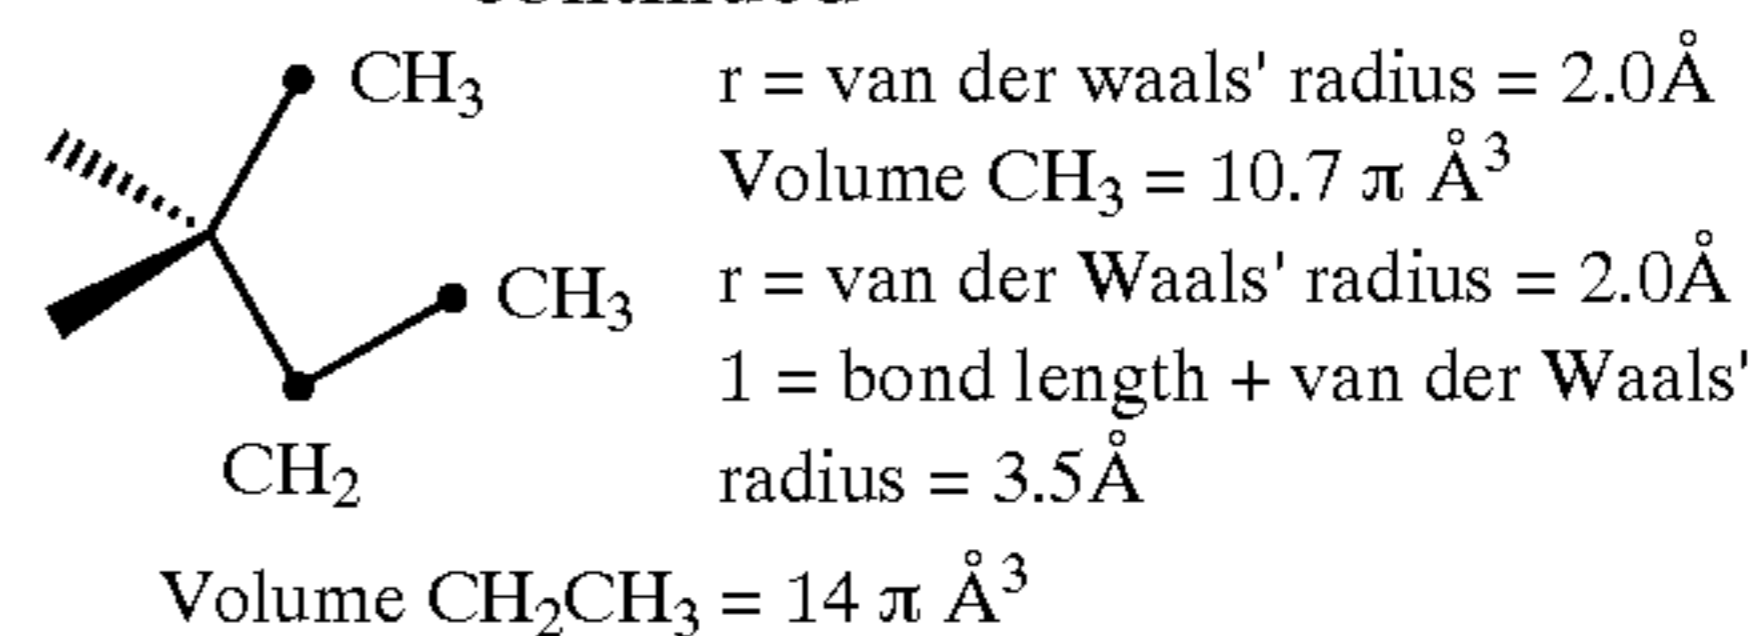 continued
CH₃
r = van der waals' radius = 2.0Å
Volume CH₃ = 10.7 π Å³
CH₃
r = van der Waals' radius = 2.0Å
1 = bond length + van der Waals'
radius = 3.5Å
CH₂
Volume CH₂CH₃ = 14 π Å³